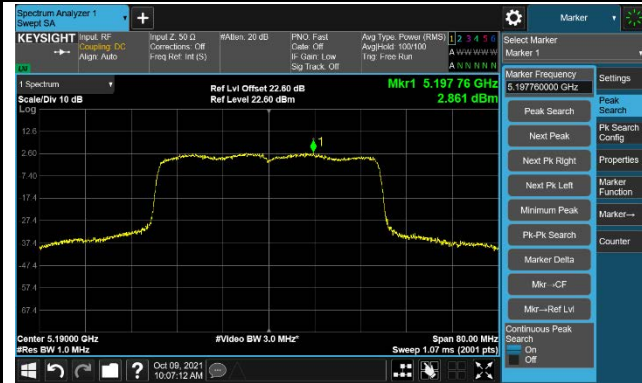 Spectrum Analyzer 1
Swept SA
Marker
KEYSIGHT
Input: RF
Coupling: DC
Align: Auto
Input Z: 50 Ω
Corrections: Off
Freq Ref: Int (S)
#Atten: 20 dB
PNO: Fast
Gate: Off
IF Gain: Low
Sig Track: Off
Avg Type: Power (RMS)
Avg|Hold: 100/100
Trig: Free Run
1 2 3 4 5 6
A W W W W W
A N N N N N
LXI
Select Marker
Marker 1
1 Spectrum
Scale/Div 10 dB
Log
Ref Lvl Offset 22.60 dB
Ref Level 22.60 dBm
Mkr1 5.197 76 GHz
2.861 dBm
12.6
2.60
-7.40
-17.4
-27.4
-37.4
-47.4
-57.4
-67.4
1
Center 5.19000 GHz
#Res BW 1.0 MHz
#Video BW 3.0 MHz*
Span 80.00 MHz
Sweep 1.07 ms (2001 pts)
Marker Frequency
5.197760000 GHz
Peak Search
Next Peak
Next Pk Right
Next Pk Left
Minimum Peak
Pk-Pk Search
Marker Delta
Mkr→CF
Mkr→Ref Lvl
Continuous Peak
Search
On
Off
Settings
Peak
Search
Pk Search
Config
Properties
Marker
Function
Marker→
Counter
?
Oct 09, 2021
10:07:12 AM